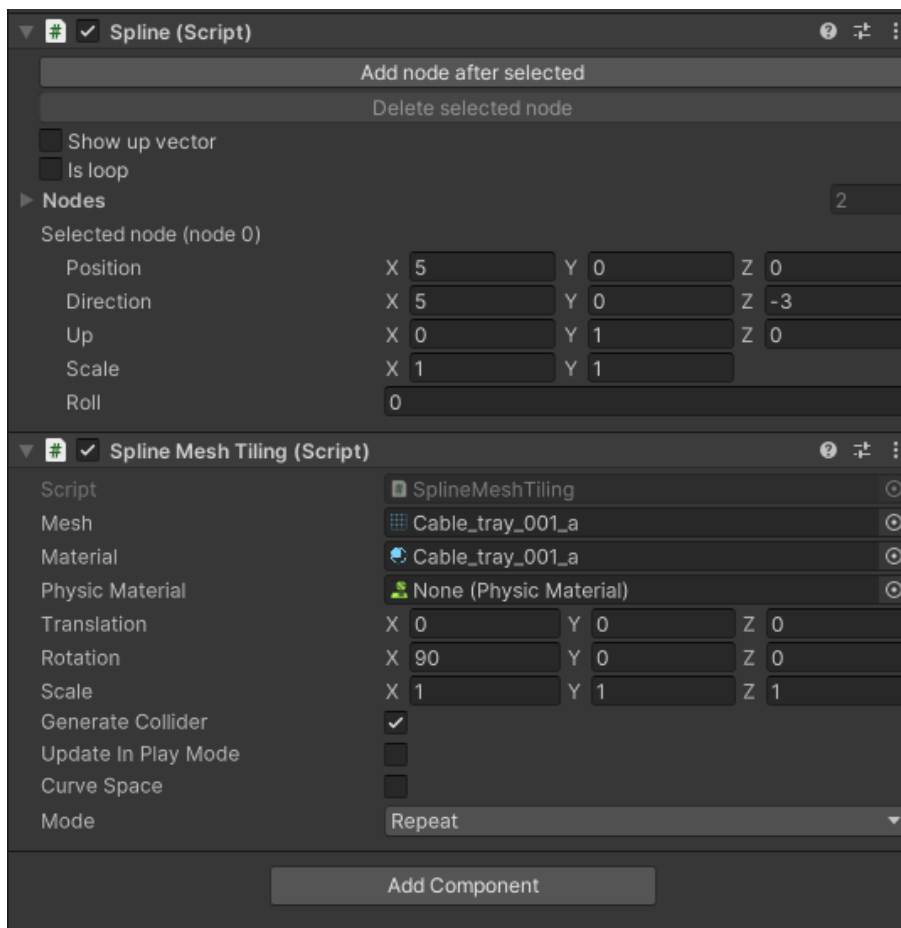 Spline (Script)
Add node after selected
Delete selected node
Show up vector
Is loop
Nodes 2
Selected node (node 0)
Position X 5 Y 0 Z 0
Direction X 5 Y 0 Z -3
Up X 0 Y 1 Z 0
Scale X 1 Y 1
Roll 0
# Spline Mesh Tiling (Script)
Script # SplineMeshTiling
Mesh Cable_tray_001_a
Material Cable_tray_001_a
Physic Material None (Physic Material)
Translation X 0 Y 0 Z 0
Rotation X 90 Y 0 Z 0
Scale X 1 Y 1 Z 1
Generate Collider
Update In Play Mode
Curve Space
Mode Repeat
Add Component